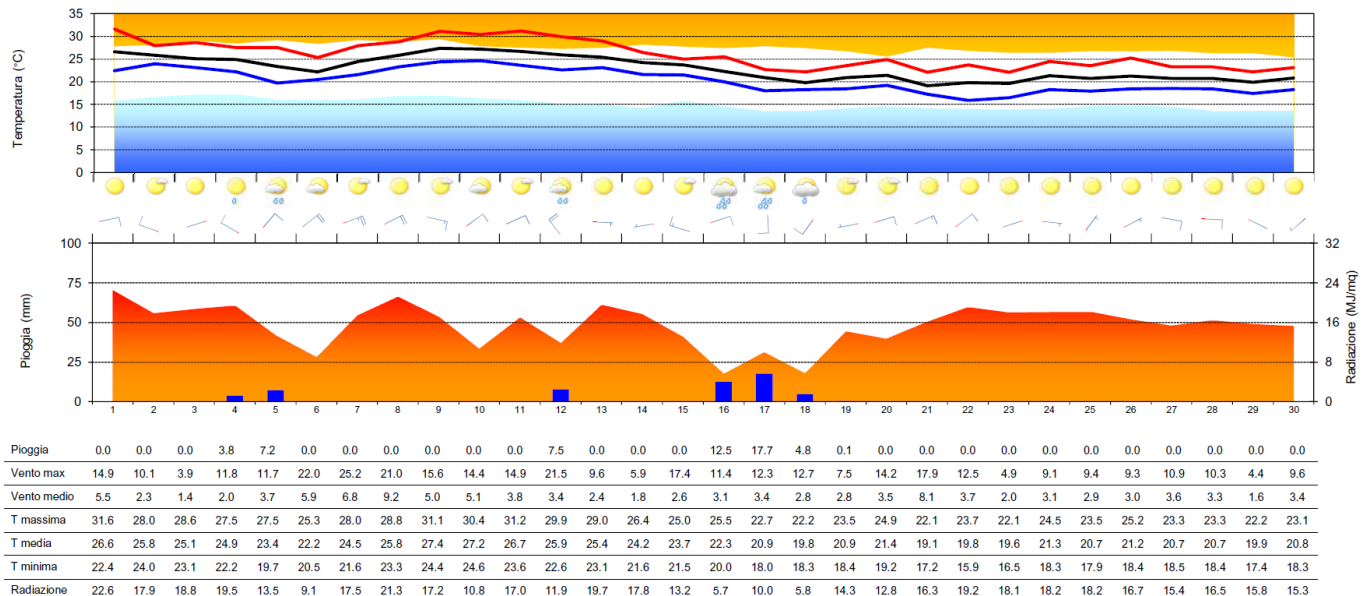 35
30
25
20
15
10
5
0
Temperatura (°C)
100
75
50
25
0
Pioggia (mm)
32
24
16
8
0
Radiazione (MJ/mq)
1 2 3 4 5 6 7 8 9 10 11 12 13 14 15 16 17 18 19 20 21 22 23 24 25 26 27 28 29 30
Pioggia 0.0 0.0 0.0 3.8 7.2 0.0 0.0 0.0 0.0 0.0 0.0 7.5 0.0 0.0 0.0 12.5 17.7 4.8 0.1 0.0 0.0 0.0 0.0 0.0 0.0 0.0 0.0 0.0 0.0 0.0
Vento max 14.9 10.1 3.9 11.8 11.7 22.0 25.2 21.0 15.6 14.4 14.9 21.5 9.6 5.9 17.4 11.4 12.3 12.7 7.5 14.2 17.9 12.5 4.9 9.1 9.4 9.3 10.9 10.3 4.4 9.6
Vento medio 5.5 2.3 1.4 2.0 3.7 5.9 6.8 9.2 5.0 5.1 3.8 3.4 2.4 1.8 2.6 3.1 3.4 2.8 2.8 3.5 8.1 3.7 2.0 3.1 2.9 3.0 3.6 3.3 1.6 3.4
T massima 31.6 28.0 28.6 27.5 27.5 25.3 28.0 28.8 31.1 30.4 31.2 29.9 29.0 26.4 25.0 25.5 22.7 22.2 23.5 24.9 22.1 23.7 22.1 24.5 23.5 25.2 23.3 23.3 22.2 23.1
T media 26.6 25.8 25.1 24.9 23.4 22.2 24.5 25.8 27.4 27.2 26.7 25.9 25.4 24.2 23.7 22.3 20.9 19.8 20.9 21.4 19.1 19.8 19.6 21.3 20.7 21.2 20.7 20.7 19.9 20.8
T minima 22.4 24.0 23.1 22.2 19.7 20.5 21.6 23.3 24.4 24.6 23.6 22.6 23.1 21.6 21.5 20.0 18.0 18.3 18.4 19.2 17.2 15.9 16.5 18.3 17.9 18.4 18.5 18.4 17.4 18.3
Radiazione 22.6 17.9 18.8 19.5 13.5 9.1 17.5 21.3 17.2 10.8 17.0 11.9 19.7 17.8 13.2 5.7 10.0 5.8 14.3 12.8 16.3 19.2 18.1 18.2 18.2 16.7 15.4 16.5 15.8 15.3